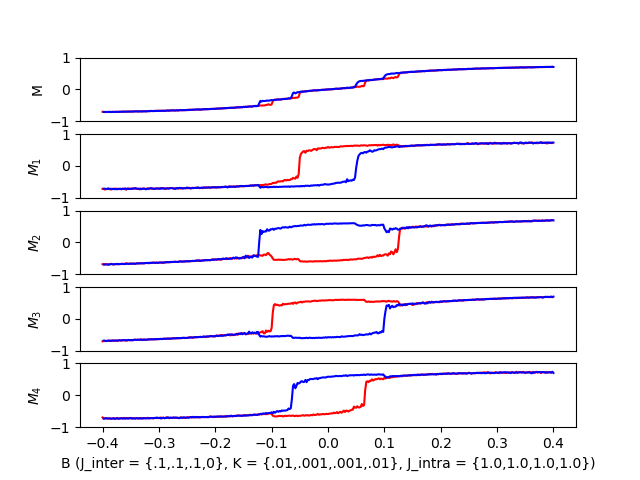 M
1
−1
M1
1
0
−1
M2
1
0
−1
M3
1
0
−1
M4
1
0
−1
−0.4 −0.3 −0.2 −0.1 0.0 0.1 0.2 0.3 0.4
B (J_inter = {.1,.1,.1,0}, K = {.01,.001,.001,.01}, J_intra = {1.0,1.0,1.0,1.0})